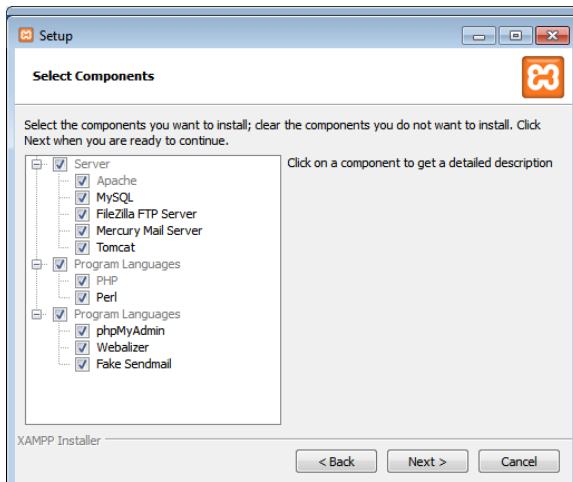 Setup
Select Components
Select the components you want to install; clear the components you do not want to install. Click
Next when you are ready to continue.
Server
Apache
MySQL
FileZilla FTP Server
Mercury Mail Server
Tomcat
Program Languages
PHP
Perl
Program Languages
phpMyAdmin
Webalizer
Fake Sendmail
Click on a component to get a detailed description
XAMPP Installer
< Back
Next >
Cancel